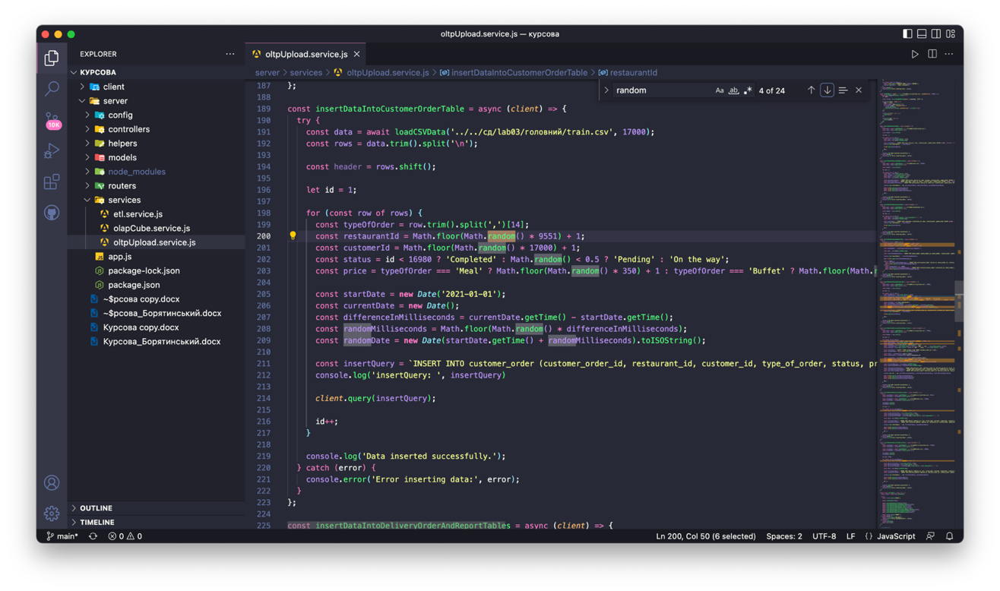 oltpUpload.service.js — курсова
EXPLORER
КУРСОВА
client
server
config
controllers
helpers
models
node_modules
routers
services
etl.service.js
olapCube.service.js
oltpUpload.service.js
app.js
package-lock.json
package.json
~$рсова copy.docx
~$рсова_Борятинський.docx
Курсова copy.docx
Курсова_Борятинський.docx
OUTLINE
TIMELINE
10K
oltpUpload.service.js
server > services > oltpUpload.service.js > insertDataIntoCustomerOrderTable > restaurantId
random
Aa ab .* 4 of 24
187 };
188
189 const insertDataIntoCustomerOrderTable = async (client) => {
190 try {
191 const data = await loadCSVData('../../сд/lab03/головний/train.csv', 17000);
192 const rows = data.trim().split('\n');
193
194 const header = rows.shift();
195
196 let id = 1;
197
198 for (const row of rows) {
199 const typeOfOrder = row.trim().split(',')[14];
200 const restaurantId = Math.floor(Math.random() * 9551) + 1;
201 const customerId = Math.floor(Math.random() * 17000) + 1;
202 const status = id < 16980 ? 'Completed' : Math.random() < 0.5 ? 'Pending' : 'On the way';
203 const price = typeOfOrder === 'Meal' ? Math.floor(Math.random() * 350) + 1 : typeOfOrder === 'Buffet' ? Math.floor(Math.r
204
205 const startDate = new Date('2021-01-01');
206 const currentDate = new Date();
207 const differenceInMilliseconds = currentDate.getTime() - startDate.getTime();
208 const randomMilliseconds = Math.floor(Math.random() * differenceInMilliseconds);
209 const randomDate = new Date(startDate.getTime() + randomMilliseconds).toISOString();
210
211 const insertQuery = `INSERT INTO customer_order (customer_order_id, restaurant_id, customer_id, type_of_order, status, pr
212 console.log('insertQuery: ', insertQuery)
213
214 client.query(insertQuery);
215
216 id++;
217 }
218
219 console.log('Data inserted successfully.');
220 } catch (error) {
221 console.error('Error inserting data:', error);
222 }
223 };
224
225 const insertDataIntoDeliveryOrderAndReportTables = async (client) => {
main* 0 0
Ln 200, Col 50 (6 selected) Spaces: 2 UTF-8 LF {} JavaScript